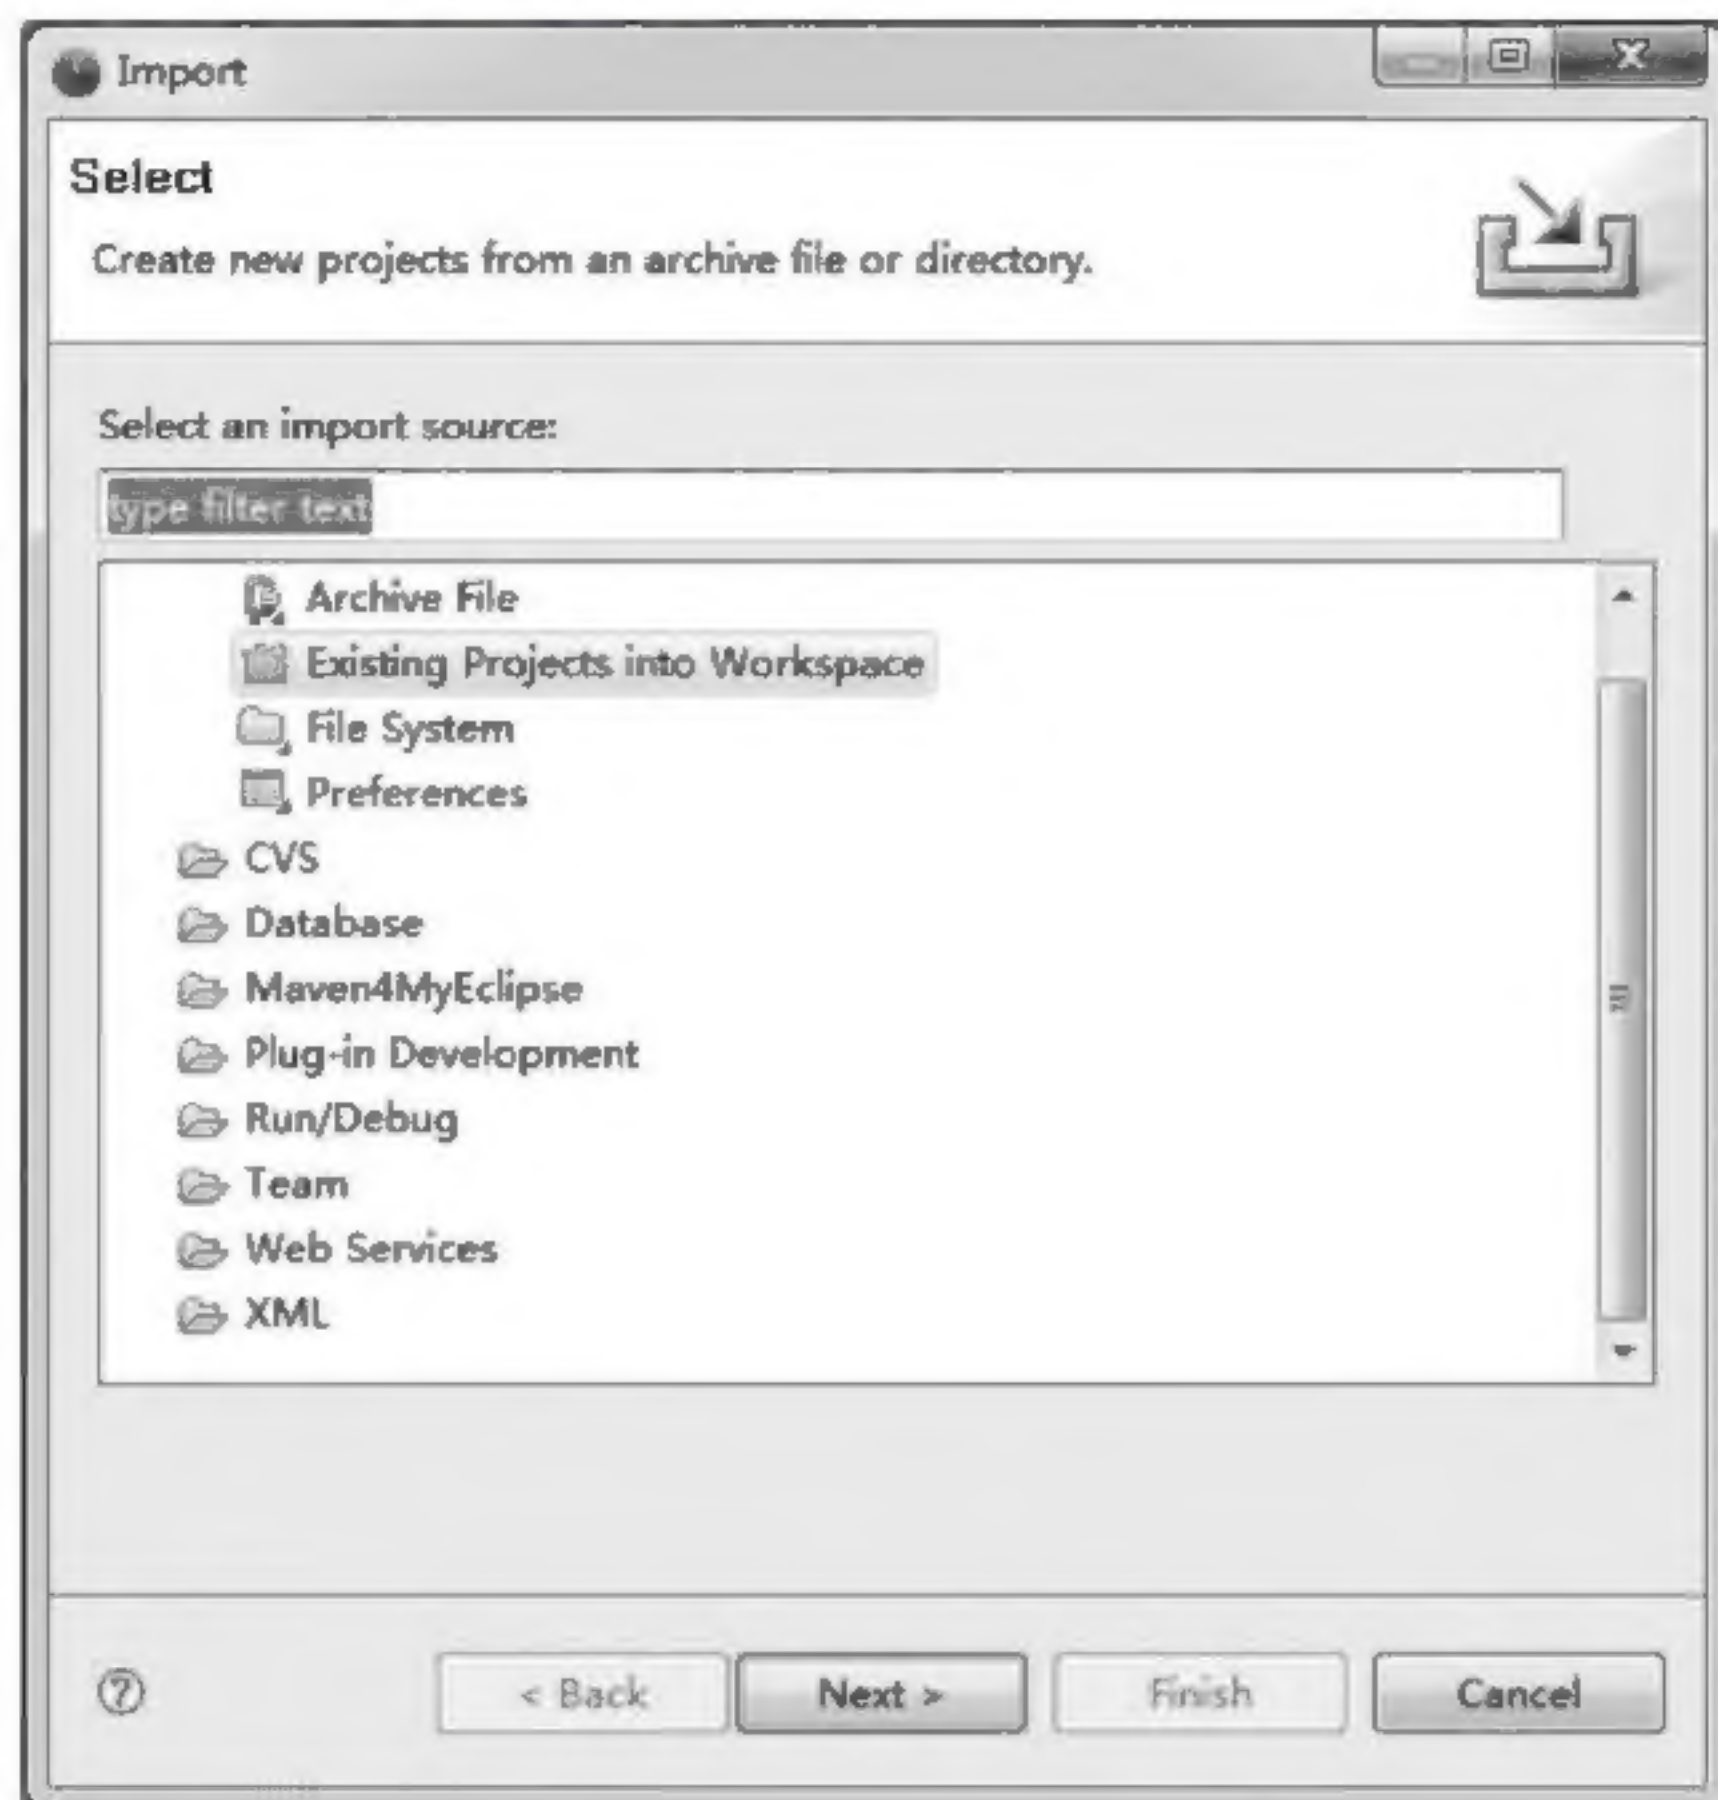 Import
Select
Create new projects from an archive file or directory.
Select an import source:
type filter text
Archive File
Existing Projects into Workspace
File System
Preferences
CVS
Database
Maven4MyEclipse
Plug-in Development
Run/Debug
Team
Web Services
XML
< Back
Next >
Finish
Cancel